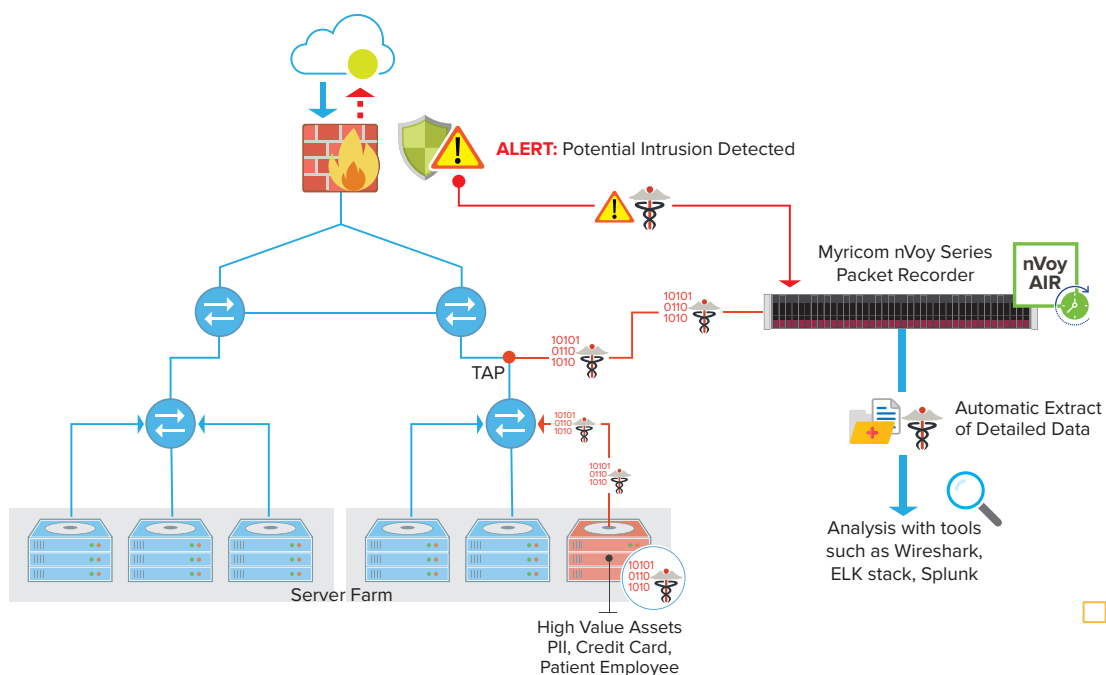 ALERT: Potential Intrusion Detected
Myricom nVoy Series
Packet Recorder
nVoy
AIR
10101
0110
1010
10101
0110
1010
TAP
10101
0110
1010
10101
0110
1010
Automatic Extract
of Detailed Data
Analysis with tools
such as Wireshark,
ELK stack, Splunk
10101
0110
1010
Server Farm
High Value Assets
PII, Credit Card,
Patient Employee